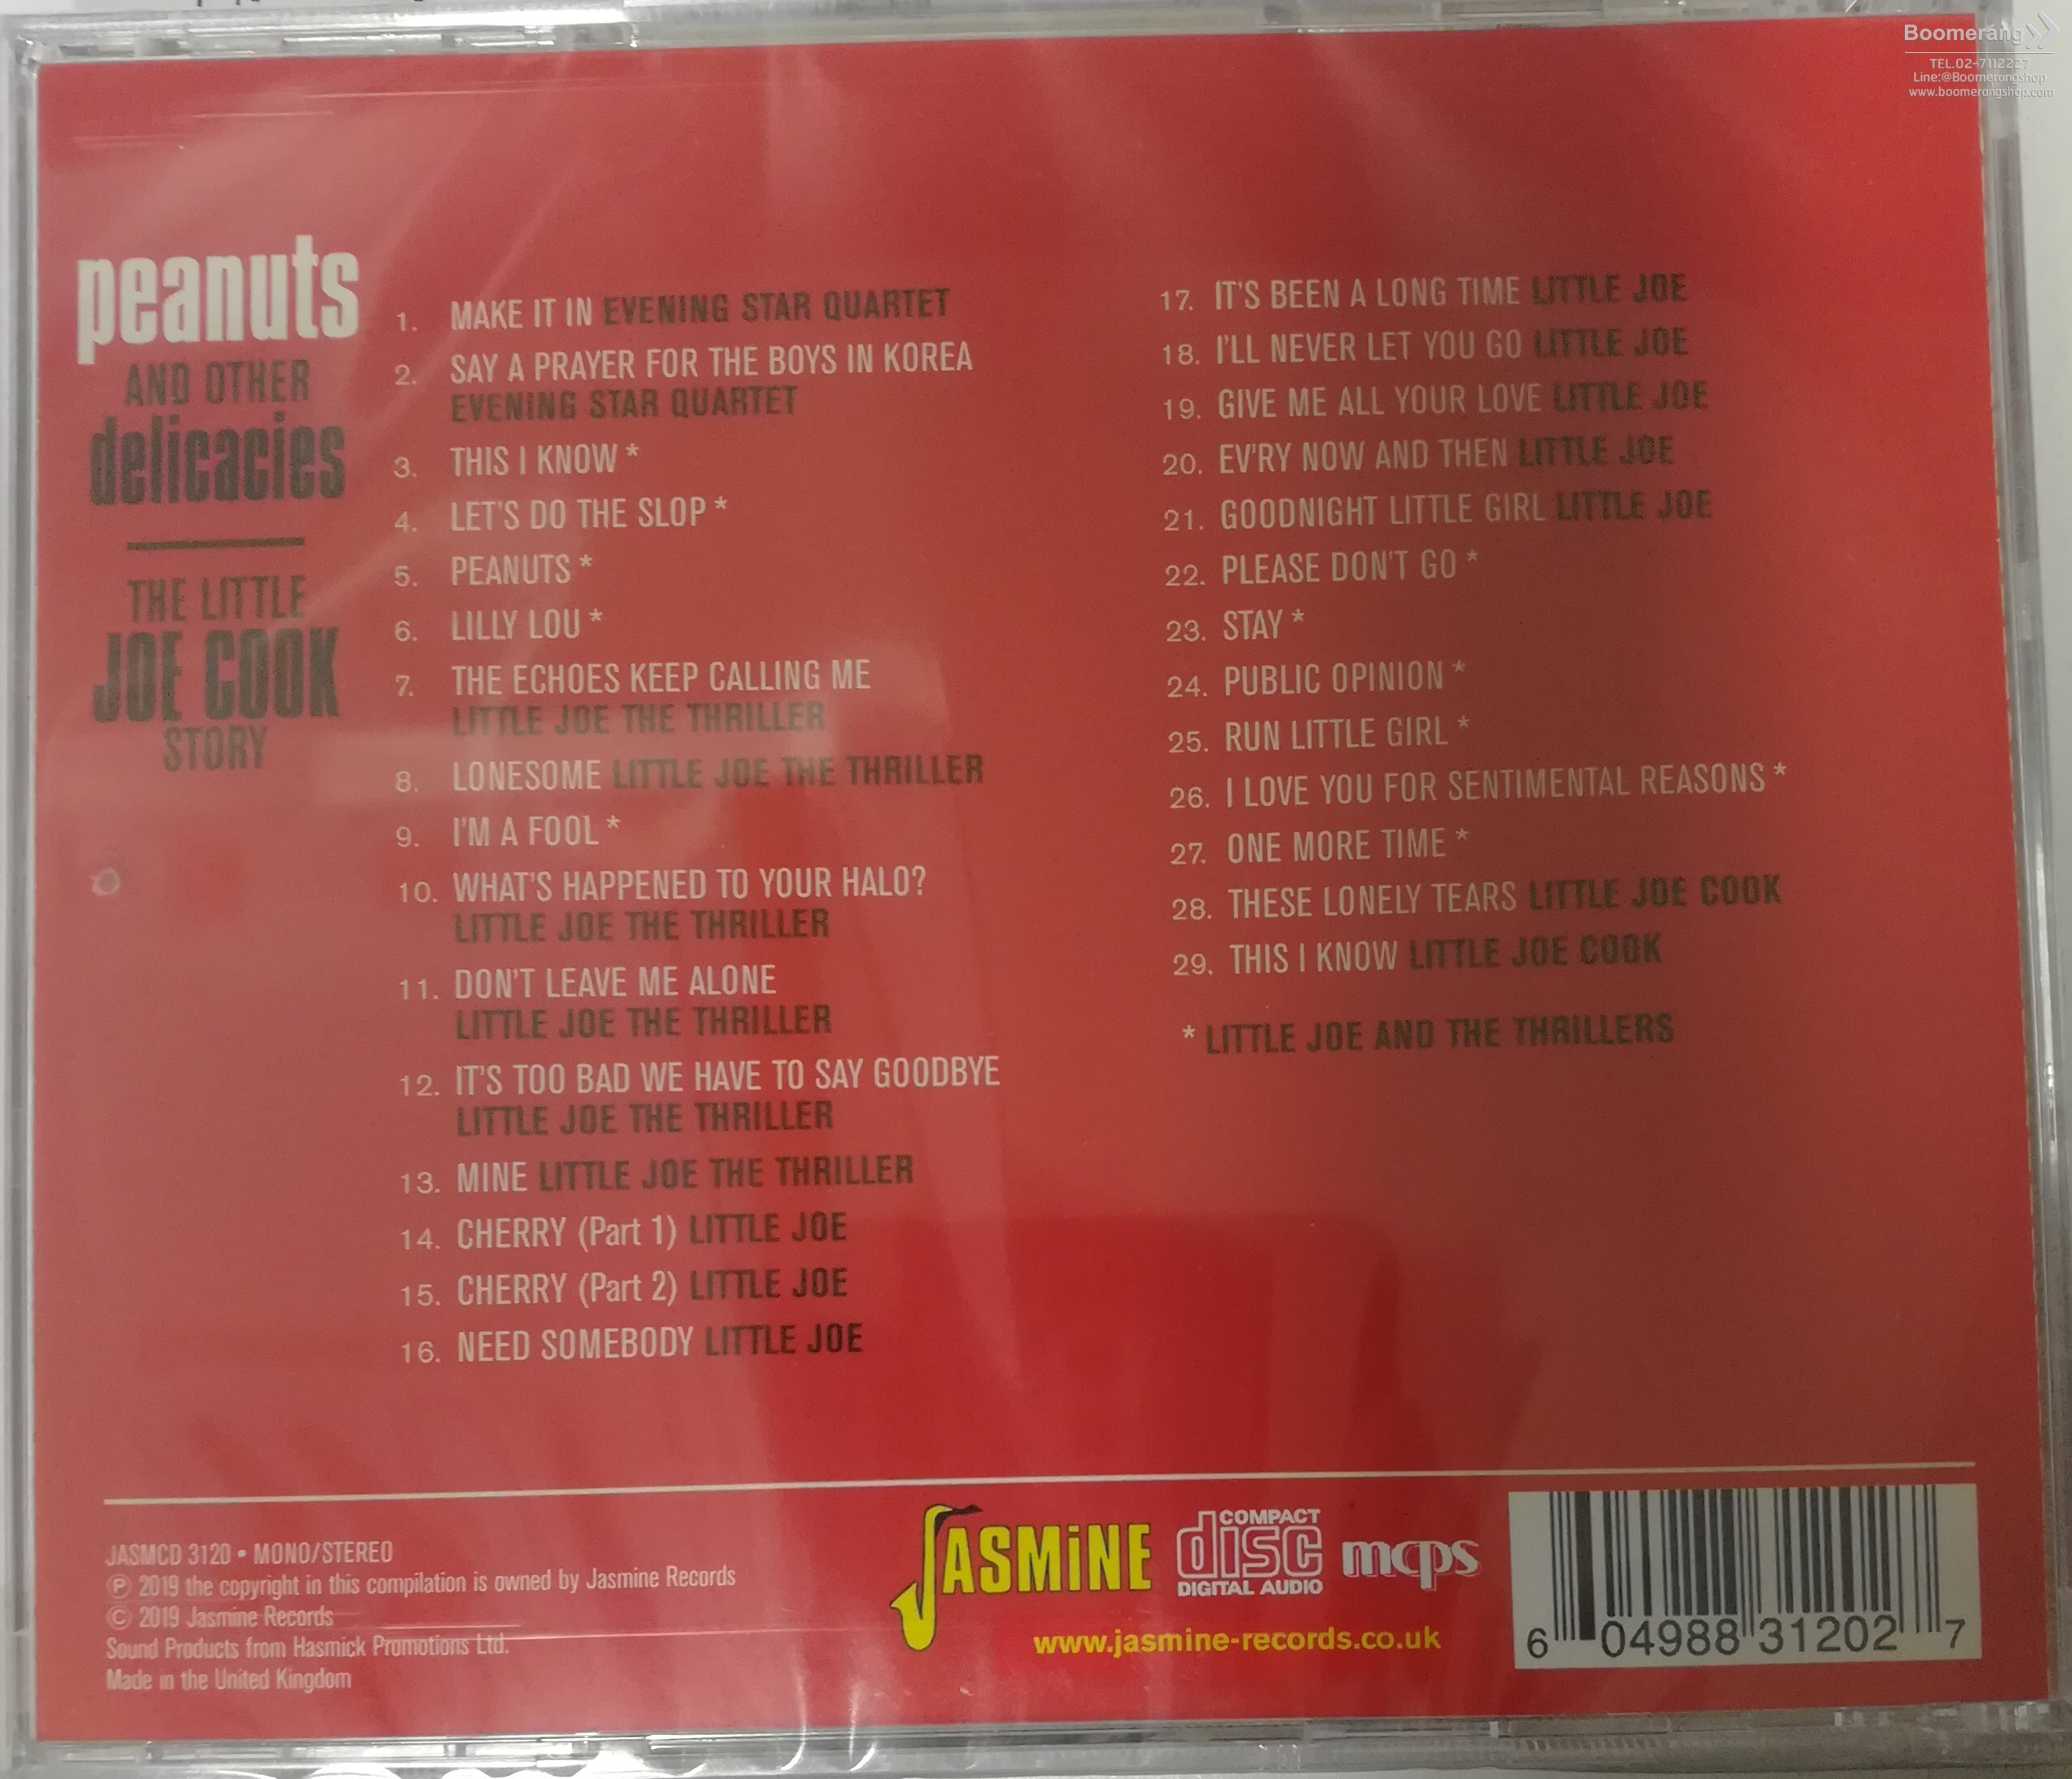 Boomerang
TEL.02-7112227
Line:@Boomerangshop
www.boomerangshop.com
peanuts
AND OTHER
delicacies
THE LITTLE
JOE COOK
STORY
1. MAKE IT IN EVENING STAR QUARTET
2. SAY A PRAYER FOR THE BOYS IN KOREA
EVENING STAR QUARTET
3. THIS I KNOW *
4. LET'S DO THE SLOP *
5. PEANUTS *
6. LILLY LOU *
7. THE ECHOES KEEP CALLING ME
LITTLE JOE THE THRILLER
8. LONESOME LITTLE JOE THE THRILLER
9. I'M A FOOL *
10. WHAT'S HAPPENED TO YOUR HALO?
LITTLE JOE THE THRILLER
11. DON'T LEAVE ME ALONE
LITTLE JOE THE THRILLER
12. IT'S TOO BAD WE HAVE TO SAY GOODBYE
LITTLE JOE THE THRILLER
13. MINE LITTLE JOE THE THRILLER
14. CHERRY (Part 1) LITTLE JOE
15. CHERRY (Part 2) LITTLE JOE
16. NEED SOMEBODY LITTLE JOE
17. IT'S BEEN A LONG TIME LITTLE JOE
18. I'LL NEVER LET YOU GO LITTLE JOE
19. GIVE ME ALL YOUR LOVE LITTLE JOE
20. EV'RY NOW AND THEN LITTLE JOE
21. GOODNIGHT LITTLE GIRL LITTLE JOE
22. PLEASE DON'T GO *
23. STAY *
24. PUBLIC OPINION *
25. RUN LITTLE GIRL *
26. I LOVE YOU FOR SENTIMENTAL REASONS *
27. ONE MORE TIME *
28. THESE LONELY TEARS LITTLE JOE COOK
29. THIS I KNOW LITTLE JOE COOK
* LITTLE JOE AND THE THRILLERS
JASMCD 3120 • MONO/STEREO
℗ 2019 the copyright in this compilation is owned by Jasmine Records
© 2019 Jasmine Records
Sound Products from Hasmick Promotions Ltd.
Made in the United Kingdom
JASMiNE
COMPACT
disc
DIGITAL AUDIO
mcps
www.jasmine-records.co.uk
6 04988 31202 7